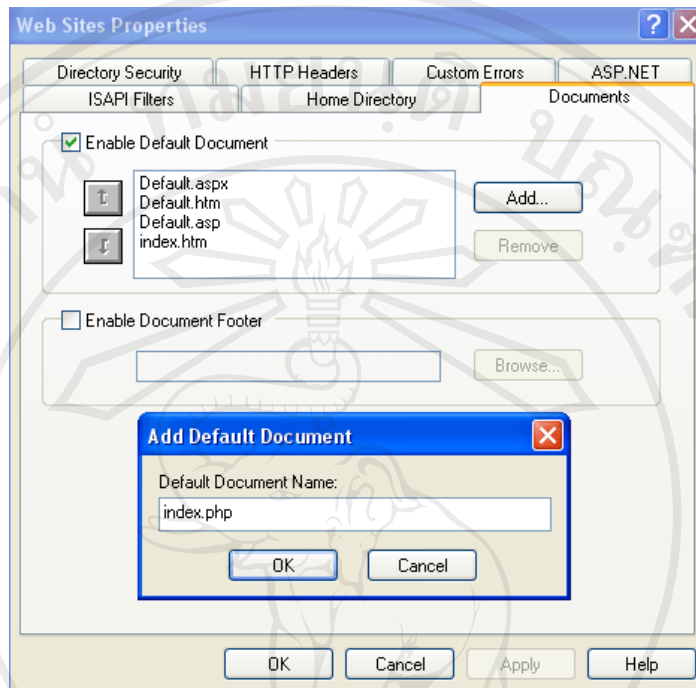 Web Sites Properties
Directory Security HTTP Headers Custom Errors ASP.NET
ISAPI Filters Home Directory Documents
Enable Default Document
Default.aspx
Default.htm
Default.asp
index.htm
Add...
Remove
Enable Document Footer
Browse...
Add Default Document
Default Document Name:
index.php
OK Cancel
OK Cancel Apply Help